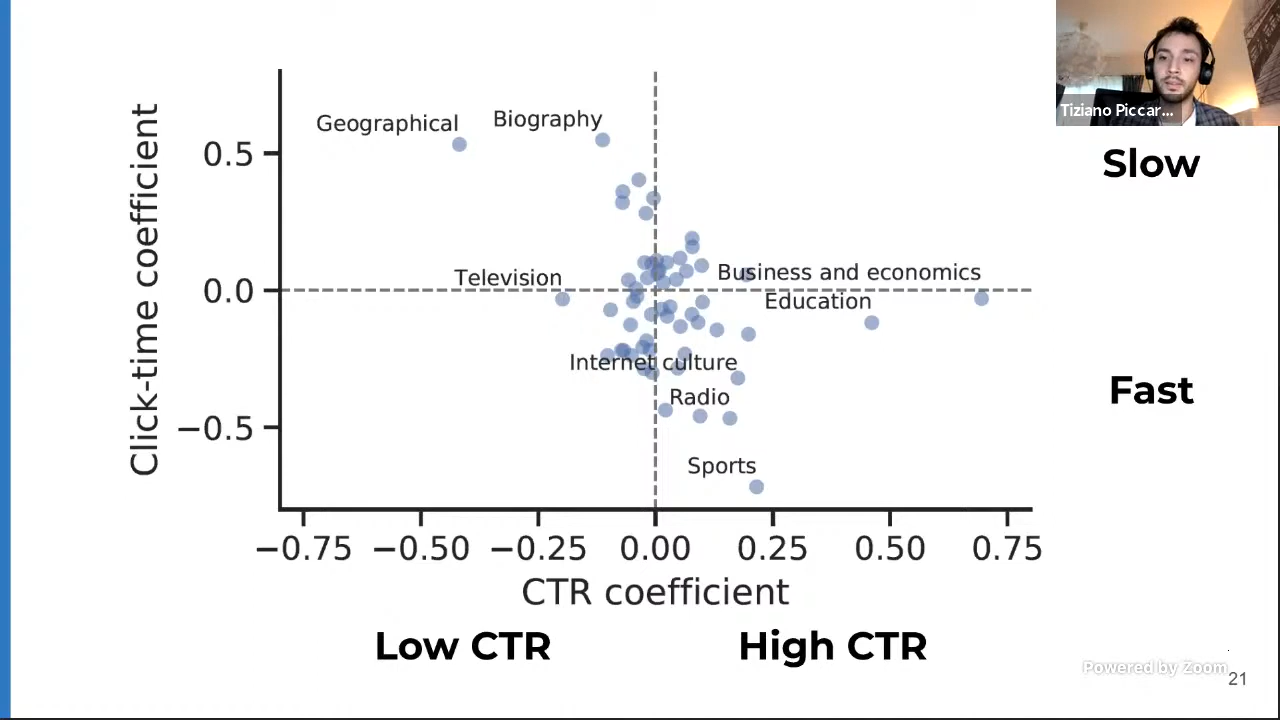 Tiziano Piccar...
Slow
Fast
Click-time coefficient
0.5
0.0
−0.5
Geographical
Biography
Television
Business and economics
Education
Internet culture
Radio
Sports
−0.75 −0.50 −0.25 0.00 0.25 0.50 0.75
CTR coefficient
Low CTR High CTR
Powered by Zoom
21